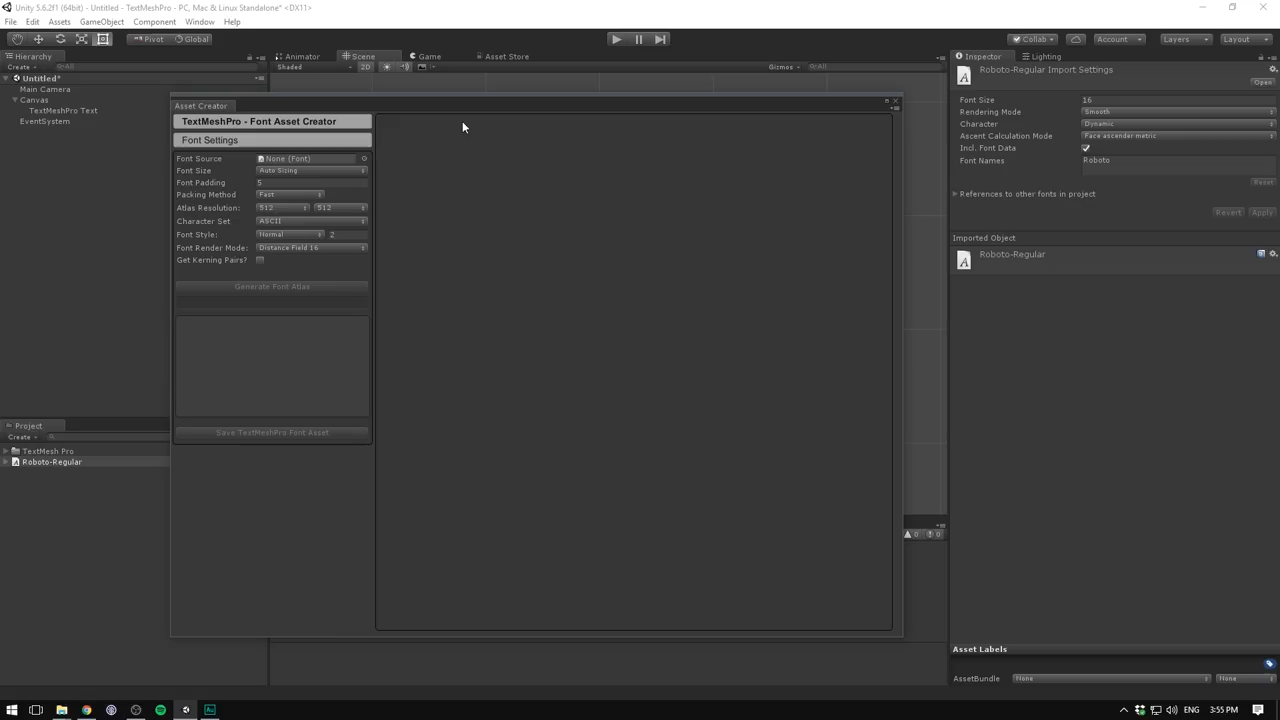 Unity 5.6.2f1 (64bit) - Untitled - TextMeshPro - PC, Mac & Linux Standalone* <DX11>
File Edit Assets GameObject Component Window Help
Pivot Global Collab Account Layers Layout
Hierarchy Animator Scene Game Asset Store Inspector Lighting
Create All Shaded 2D Gizmos All
Untitled*
Main Camera
Canvas
TextMeshPro Text
EventSystem
Project
Create
TextMesh Pro
Roboto-Regular
Asset Creator
TextMeshPro - Font Asset Creator
Font Settings
Font Source None (Font)
Font Size Auto Sizing
Font Padding 5
Packing Method Fast
Atlas Resolution: 512 512
Character Set ASCII
Font Style: Normal 2
Font Render Mode: Distance Field 16
Get Kerning Pairs?
Generate Font Atlas
Save TextMeshPro Font Asset
0 0
Roboto-Regular Import Settings
Open
Font Size 16
Rendering Mode Smooth
Character Dynamic
Ascent Calculation Mode Face ascender metric
Incl. Font Data
Font Names Roboto
Reset
References to other fonts in project
Revert Apply
Imported Object
Roboto-Regular
Asset Labels
AssetBundle None None
ENG 3:55 PM